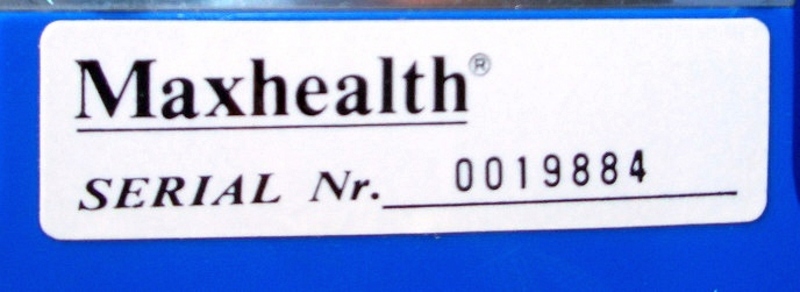 Maxhealth®
SERIAL Nr. 0019884